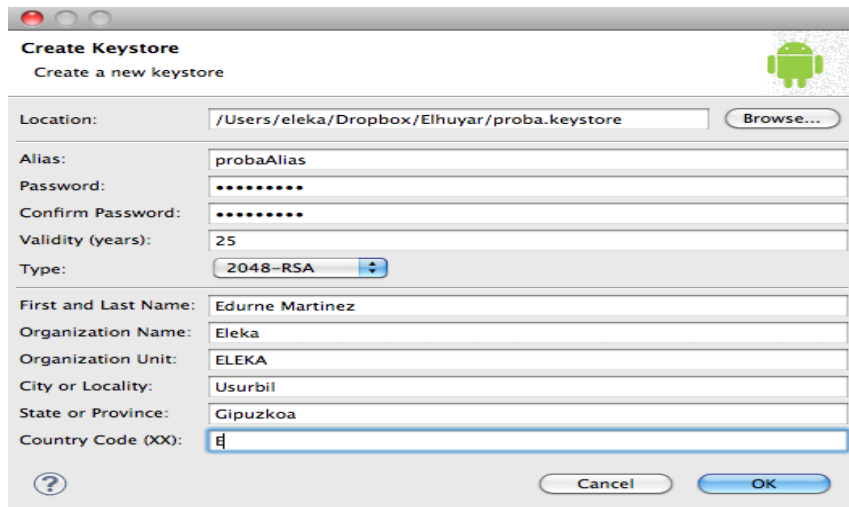 Create Keystore
Create a new keystore
Location: /Users/eleka/Dropbox/Elhuyar/proba.keystore Browse...
Alias: probaAlias
Password: •••••••••
Confirm Password: •••••••••
Validity (years): 25
Type: 2048-RSA
First and Last Name: Edurne Martinez
Organization Name: Eleka
Organization Unit: ELEKA
City or Locality: Usurbil
State or Province: Gipuzkoa
Country Code (XX): E
? Cancel OK